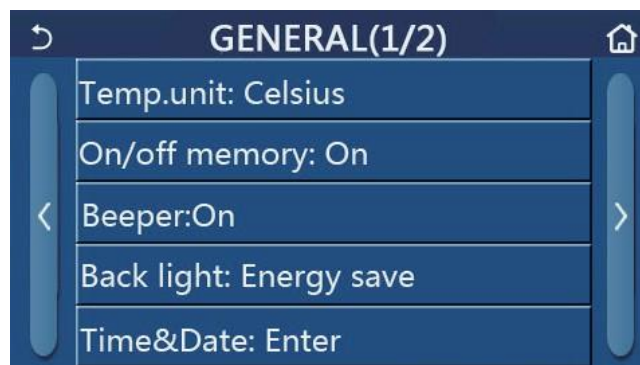 GENERAL(1/2)
Temp.unit: Celsius
On/off memory: On
Beeper:On
Back light: Energy save
Time&Date: Enter